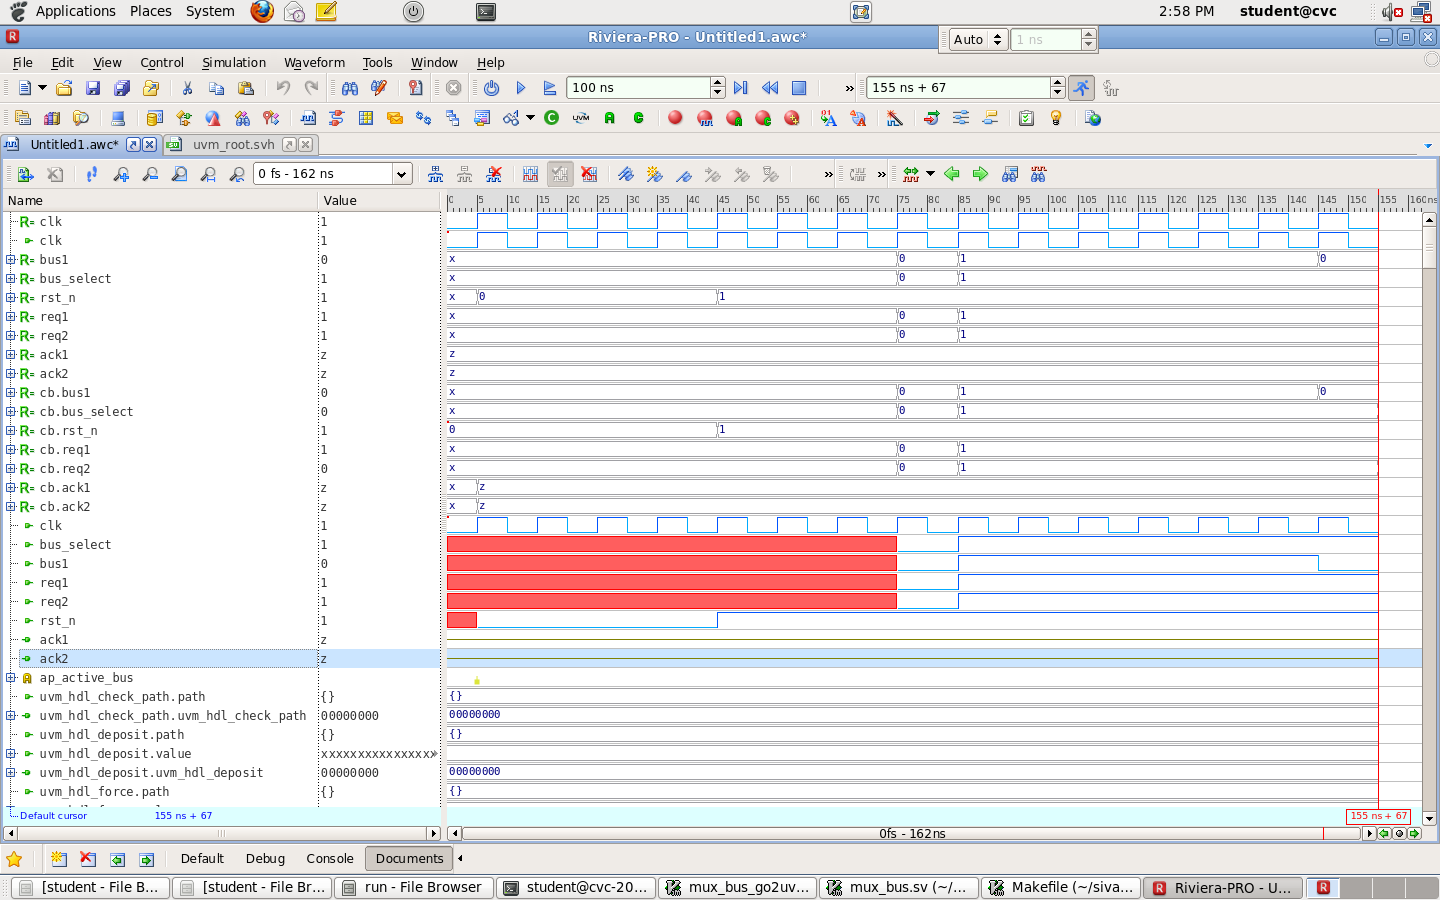 Applications Places System 2:58 PM student@cvc
Riviera-PRO - Untitled1.awc*
Auto 1 ns
File Edit View Control Simulation Waveform Tools Window Help
100 ns » 155 ns + 67
Untitled1.awc* uvm_root.svh
0 fs - 162 ns » »
Name Value 0 5 10 15 20 25 30 35 40 45 50 55 60 65 70 75 80 85 90 95 100 105 110 115 120 125 130 135 140 145 150 155 160 ns
R= clk 1
clk 1
R= bus1 0 x 0 1 0
R= bus_select 1 x 0 1
R= rst_n 1 x 0 1
R= req1 1 x 0 1
R= req2 1 x 0 1
R= ack1 z z
R= ack2 z z
R= cb.bus1 0 x 0 1 0
R= cb.bus_select 0 x 0 1
R= cb.rst_n 1 0 1
R= cb.req1 1 x 0 1
R= cb.req2 0 x 0 1
R= cb.ack1 z x z
R= cb.ack2 z x z
clk 1
bus_select 1
bus1 0
req1 1
req2 1
rst_n 1
ack1 z
ack2 z
ap_active_bus
uvm_hdl_check_path.path {} {}
uvm_hdl_check_path.uvm_hdl_check_path 00000000 00000000
uvm_hdl_deposit.path {} {}
uvm_hdl_deposit.value xxxxxxxxxxxxxxxx
uvm_hdl_deposit.uvm_hdl_deposit 00000000 00000000
uvm_hdl_force.path {} {}
Default cursor 155 ns + 67 155 ns + 67
0fs - 162ns
Default Debug Console Documents
[student - File B... [student - File Br... run - File Browser student@cvc-20... mux_bus_go2uv... mux_bus.sv (~/... Makefile (~/siva... Riviera-PRO - U...